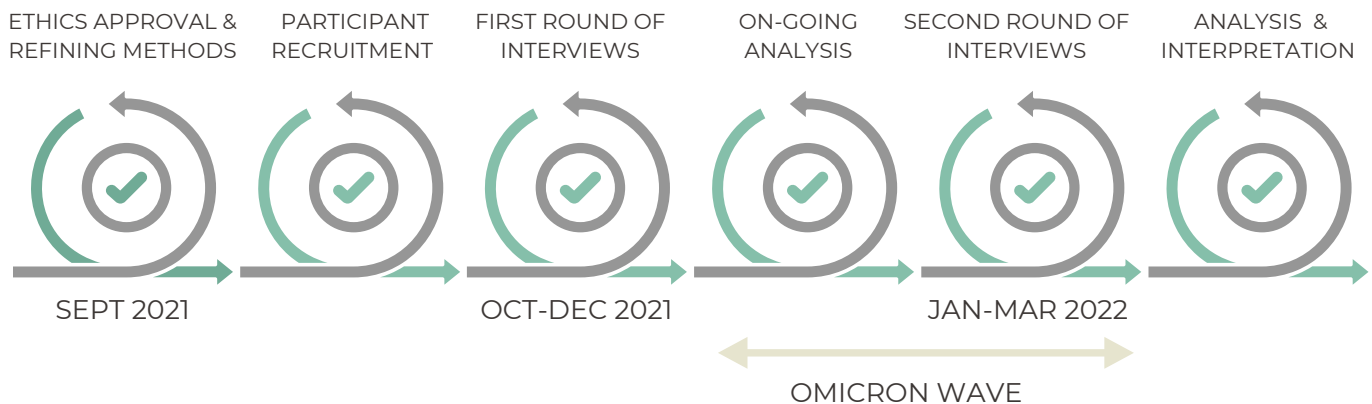 ETHICS APPROVAL &
REFINING METHODS
PARTICIPANT
RECRUITMENT
FIRST ROUND OF
INTERVIEWS
ON-GOING
ANALYSIS
SECOND ROUND OF
INTERVIEWS
ANALYSIS &
INTERPRETATION
SEPT 2021
OCT-DEC 2021
JAN-MAR 2022
OMICRON WAVE